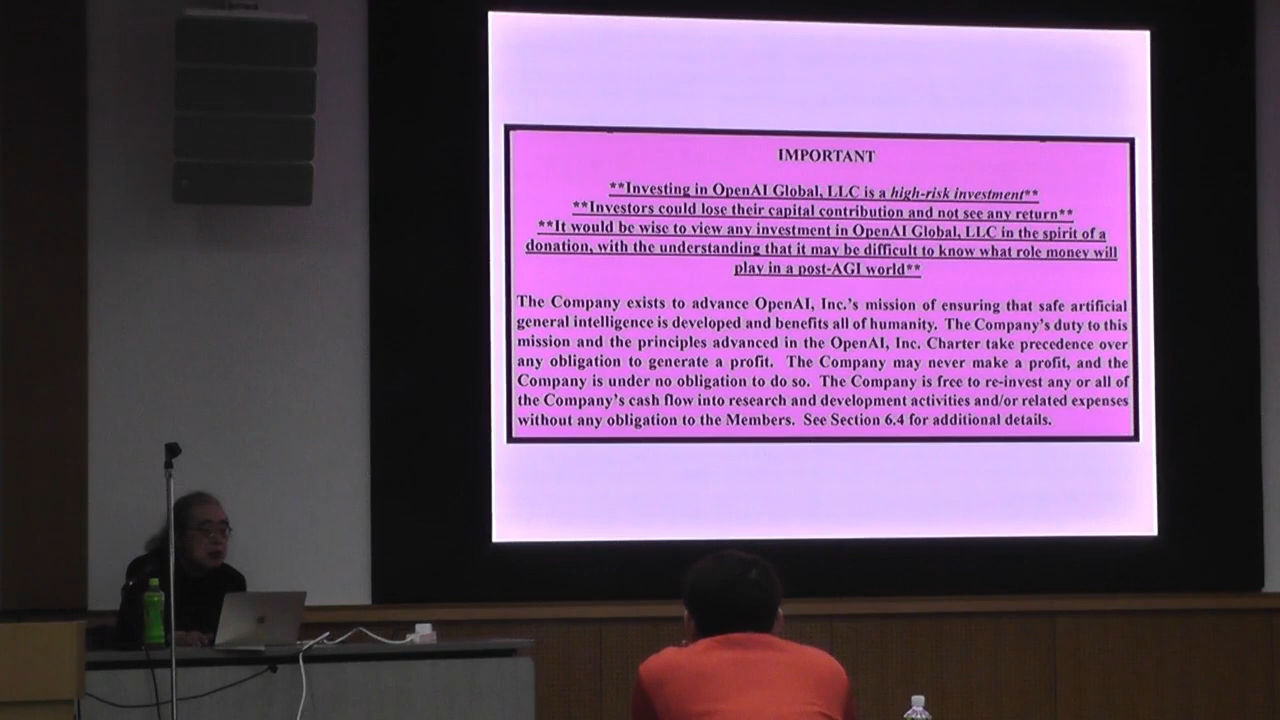 IMPORTANT
**Investing in OpenAI Global, LLC is a high-risk investment**
**Investors could lose their capital contribution and not see any return**
**It would be wise to view any investment in OpenAI Global, LLC in the spirit of a
donation, with the understanding that it may be difficult to know what role money will
play in a post-AGI world**
The Company exists to advance OpenAI, Inc.'s mission of ensuring that safe artificial
general intelligence is developed and benefits all of humanity.  The Company's duty to this
mission and the principles advanced in the OpenAI, Inc. Charter take precedence over
any obligation to generate a profit.  The Company may never make a profit, and the
Company is under no obligation to do so.  The Company is free to re-invest any or all of
the Company's cash flow into research and development activities and/or related expenses
without any obligation to the Members.  See Section 6.4 for additional details.